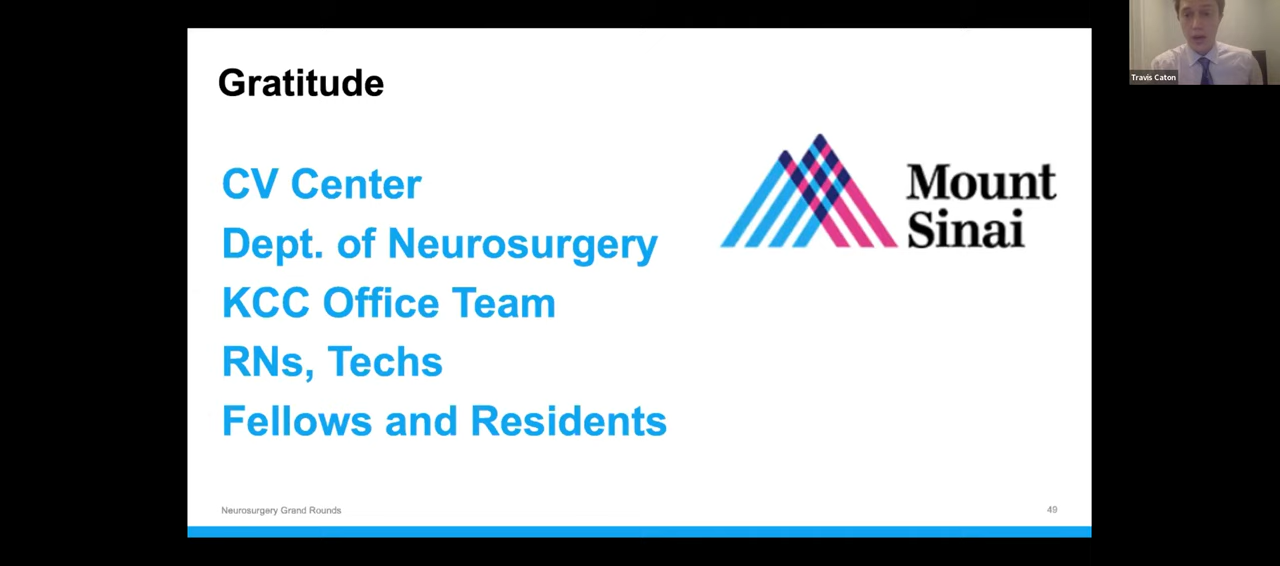 Gratitude
CV Center
Dept. of Neurosurgery
KCC Office Team
RNs, Techs
Fellows and Residents
Mount
Sinai
Neurosurgery Grand Rounds
49
Travis Caton